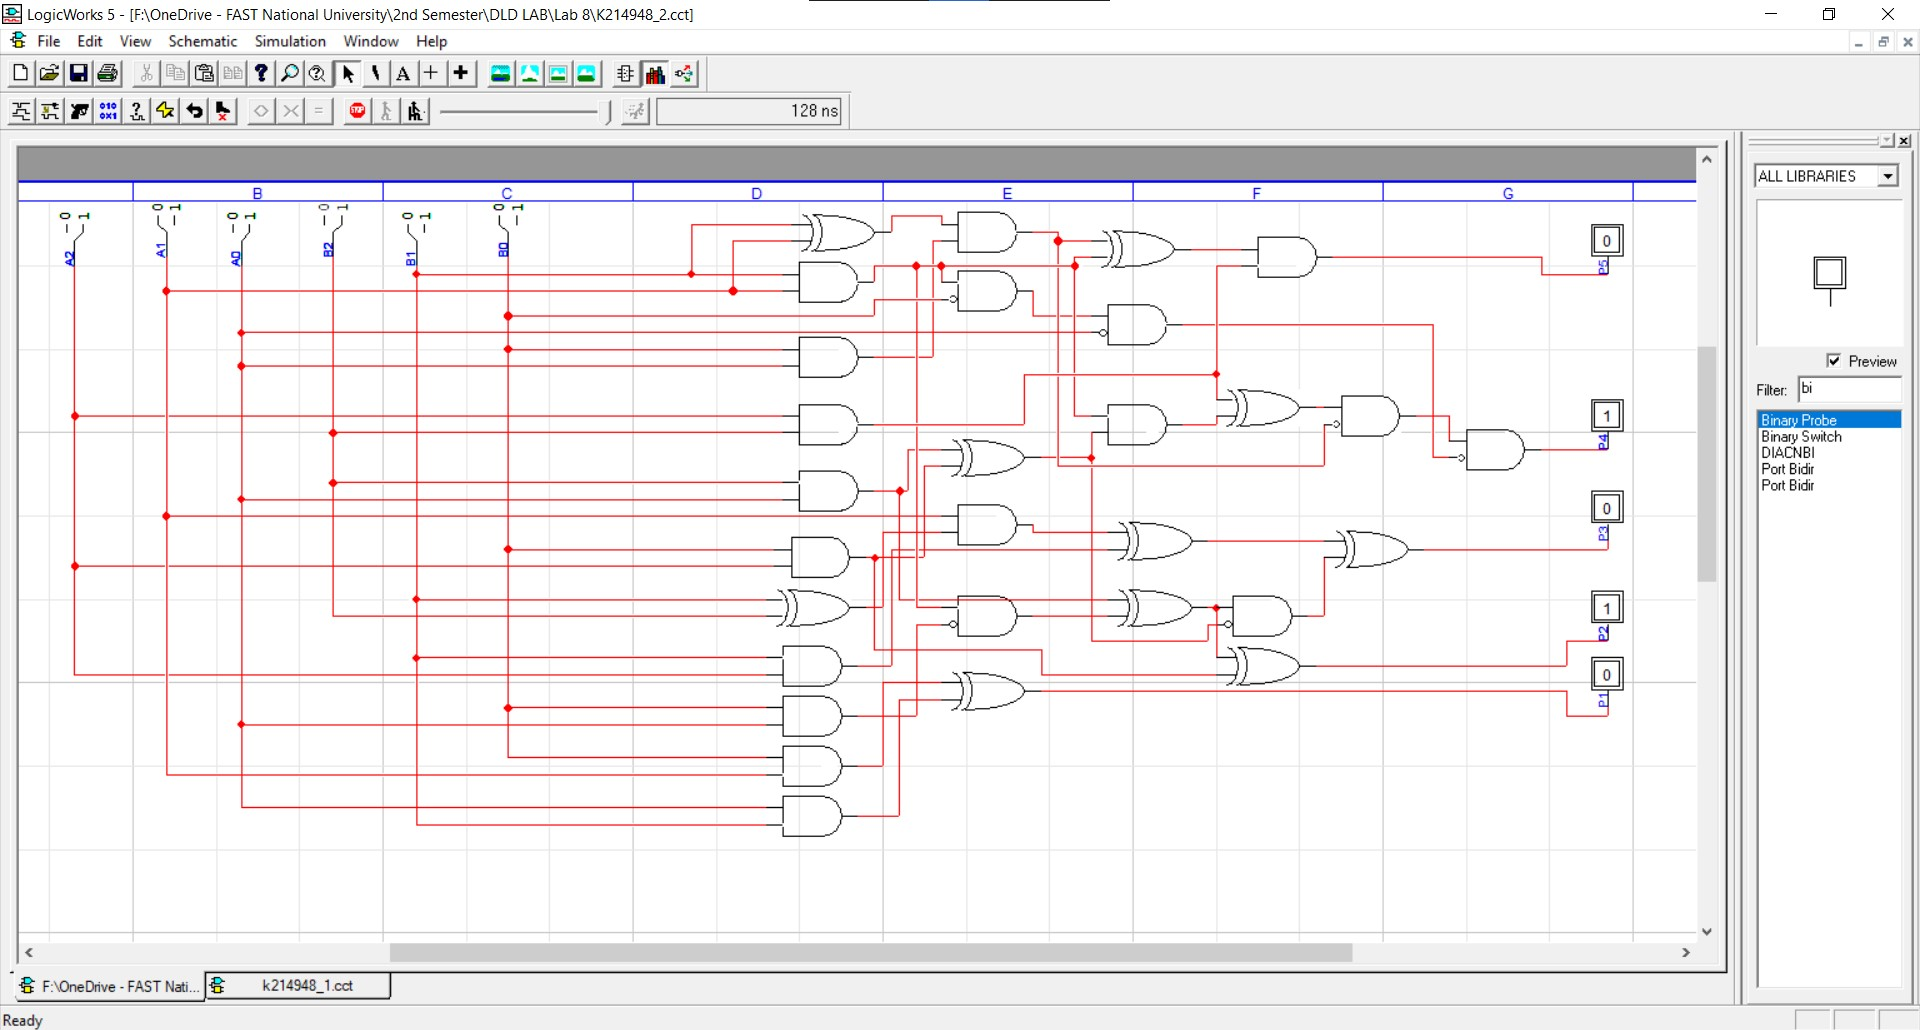 LogicWorks 5 - [F:\OneDrive - FAST National University\2nd Semester\DLD LAB\Lab 8\K214948_2.cct]
File Edit View Schematic Simulation Window Help
A
010
0X1
STOP
128 ns
B C D E F G
0 1 A2
0 1 A1
0 1 A0
0 1 B2
0 1 B1
0 1 B0
0 P5
1 P4
0 P3
1 P2
0 P1
ALL LIBRARIES
Preview
Filter: bi
Binary Probe
Binary Switch
DIACNBI
Port Bidir
Port Bidir
F:\OneDrive - FAST Nati... k214948_1.cct
Ready